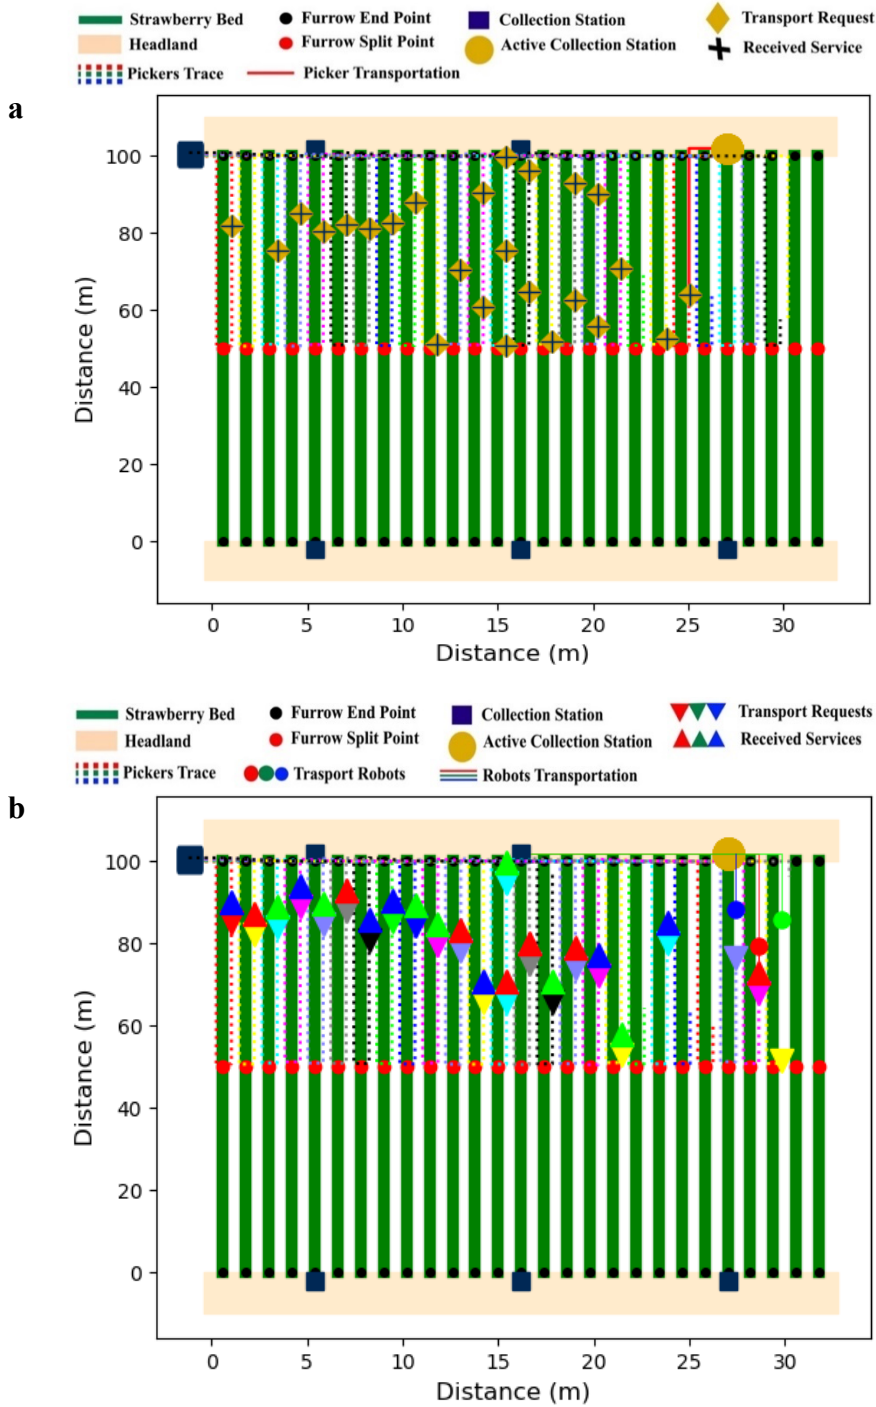 Strawberry Bed Furrow End Point Collection Station Transport Request
Headland Furrow Split Point Active Collection Station Received Service
Pickers Trace Picker Transportation
a
100
80
60
40
20
0
Distance (m)
0 5 10 15 20 25 30
Distance (m)
Strawberry Bed Furrow End Point Collection Station Transport Requests
Headland Furrow Split Point Active Collection Station Received Services
Pickers Trace Trasport Robots Robots Transportation
b
100
80
60
40
20
0
Distance (m)
0 5 10 15 20 25 30
Distance (m)